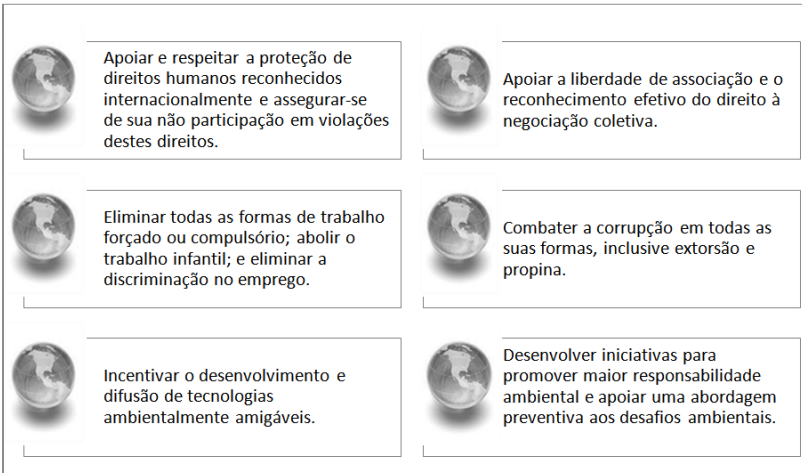 Apoiar e respeitar a proteção de
direitos humanos reconhecidos
internacionalmente e assegurar-se
de sua não participação em violações
destes direitos.
Apoiar a liberdade de associação e o
reconhecimento efetivo do direito à
negociação coletiva.
Eliminar todas as formas de trabalho
forçado ou compulsório; abolir o
trabalho infantil; e eliminar a
discriminação no emprego.
Combater a corrupção em todas as
suas formas, inclusive extorsão e
propina.
Incentivar o desenvolvimento e
difusão de tecnologias
ambientalmente amigáveis.
Desenvolver iniciativas para
promover maior responsabilidade
ambiental e apoiar uma abordagem
preventiva aos desafios ambientais.